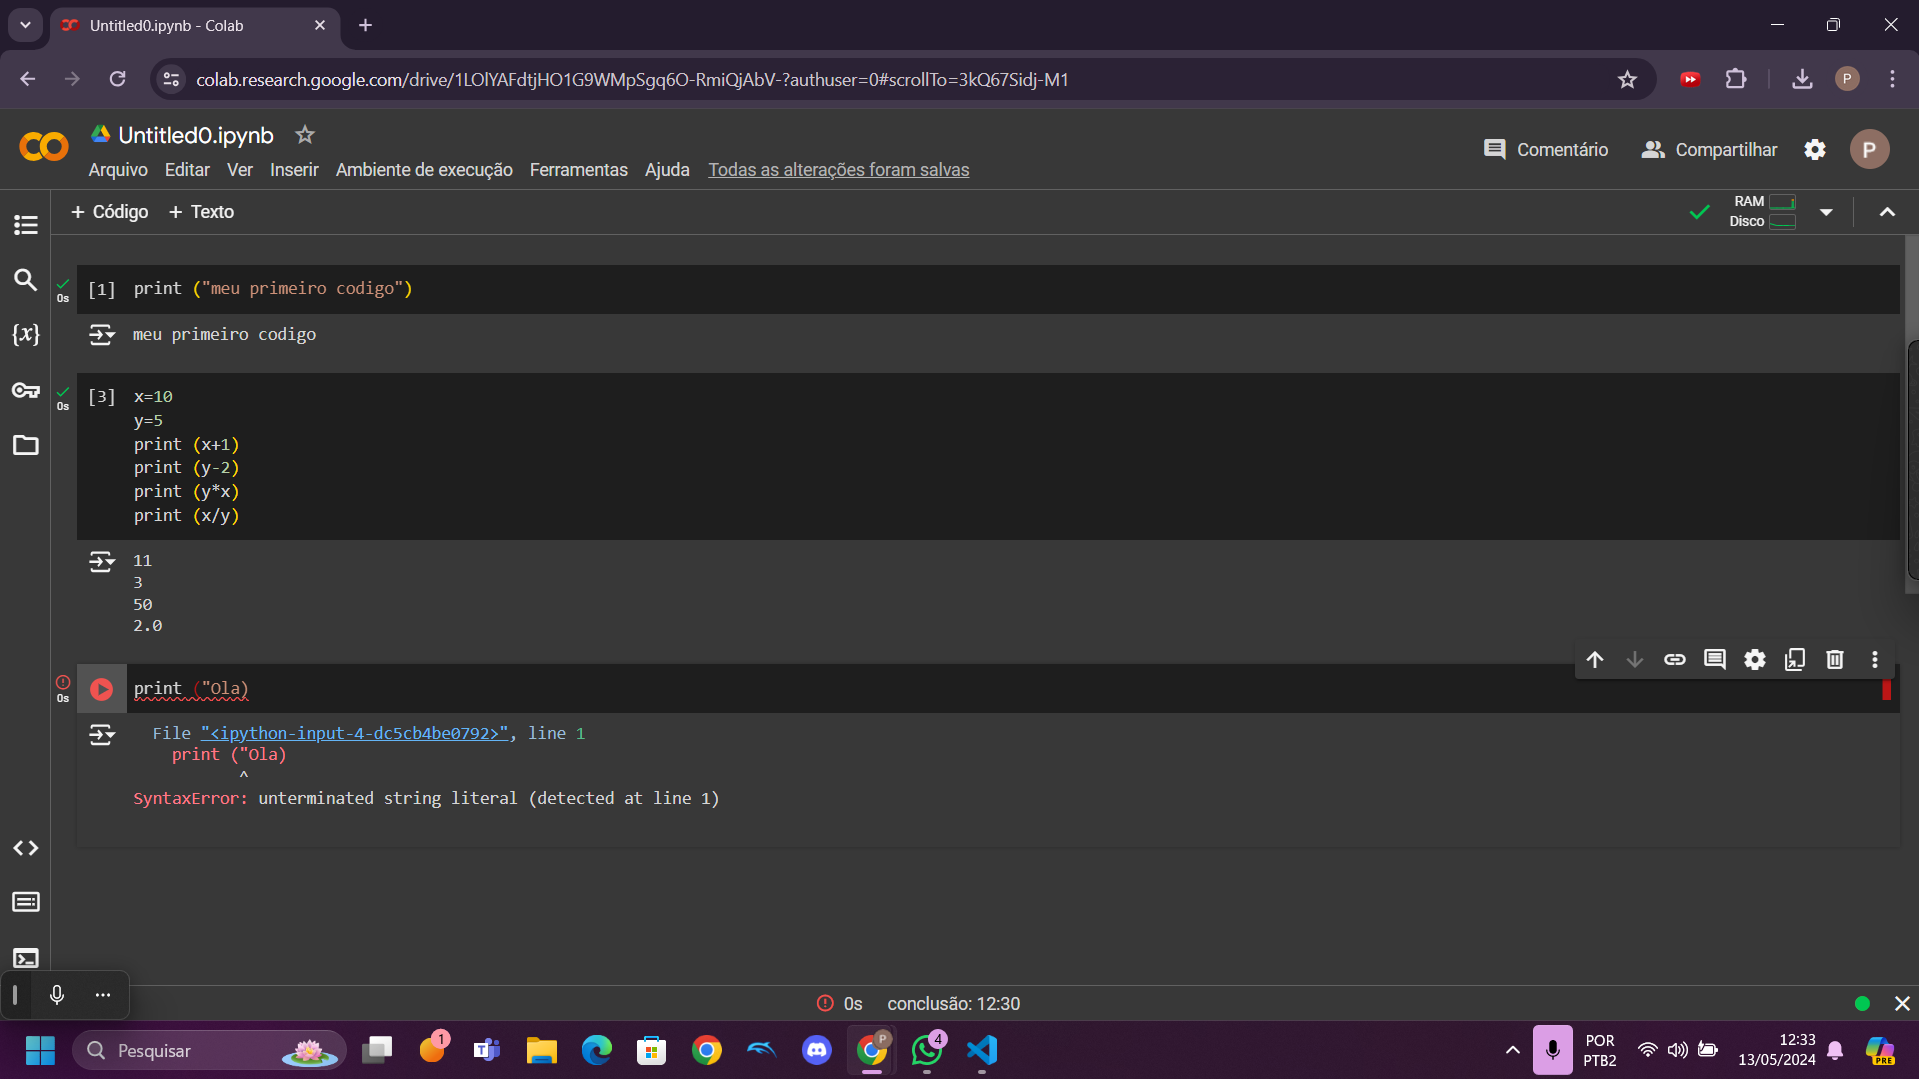 Untitled0.ipynb - Colab
colab.research.google.com/drive/1LOlYAFdtjHO1G9WMpSgq6O-RmiQjAbV-?authuser=0#scrollTo=3kQ67Sidj-M1
P
Untitled0.ipynb
Comentário
Compartilhar
P
Arquivo Editar Ver Inserir Ambiente de execução Ferramentas Ajuda Todas as alterações foram salvas
+ Código + Texto
RAM
Disco
0s
[1] print ("meu primeiro codigo")
meu primeiro codigo
0s
[3] x=10
y=5
print (x+1)
print (y-2)
print (y*x)
print (x/y)
11
3
50
2.0
0s
print ("Ola)
File "<ipython-input-4-dc5cb4be0792>", line 1
print ("Ola)
^
SyntaxError: unterminated string literal (detected at line 1)
0s conclusão: 12:30
Pesquisar
1
P
4
POR
PTB2
12:33
13/05/2024
PRE